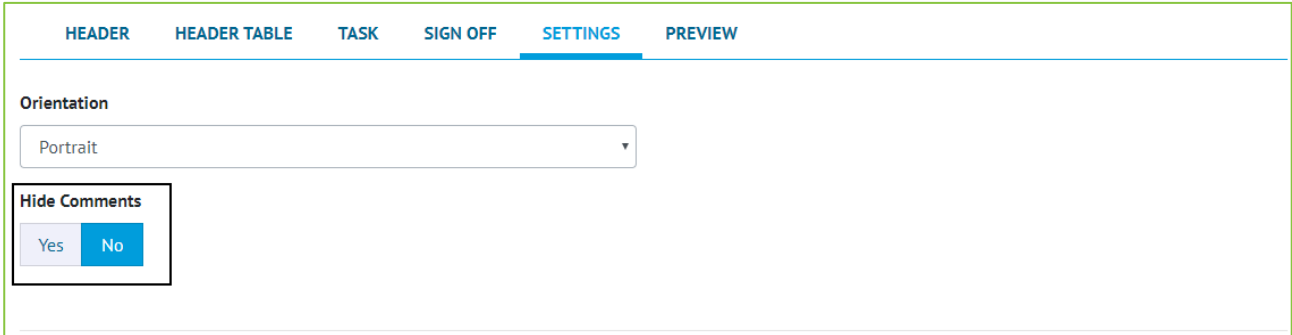 HEADER HEADER TABLE TASK SIGN OFF SETTINGS PREVIEW
Orientation
Portrait
Hide Comments
Yes No